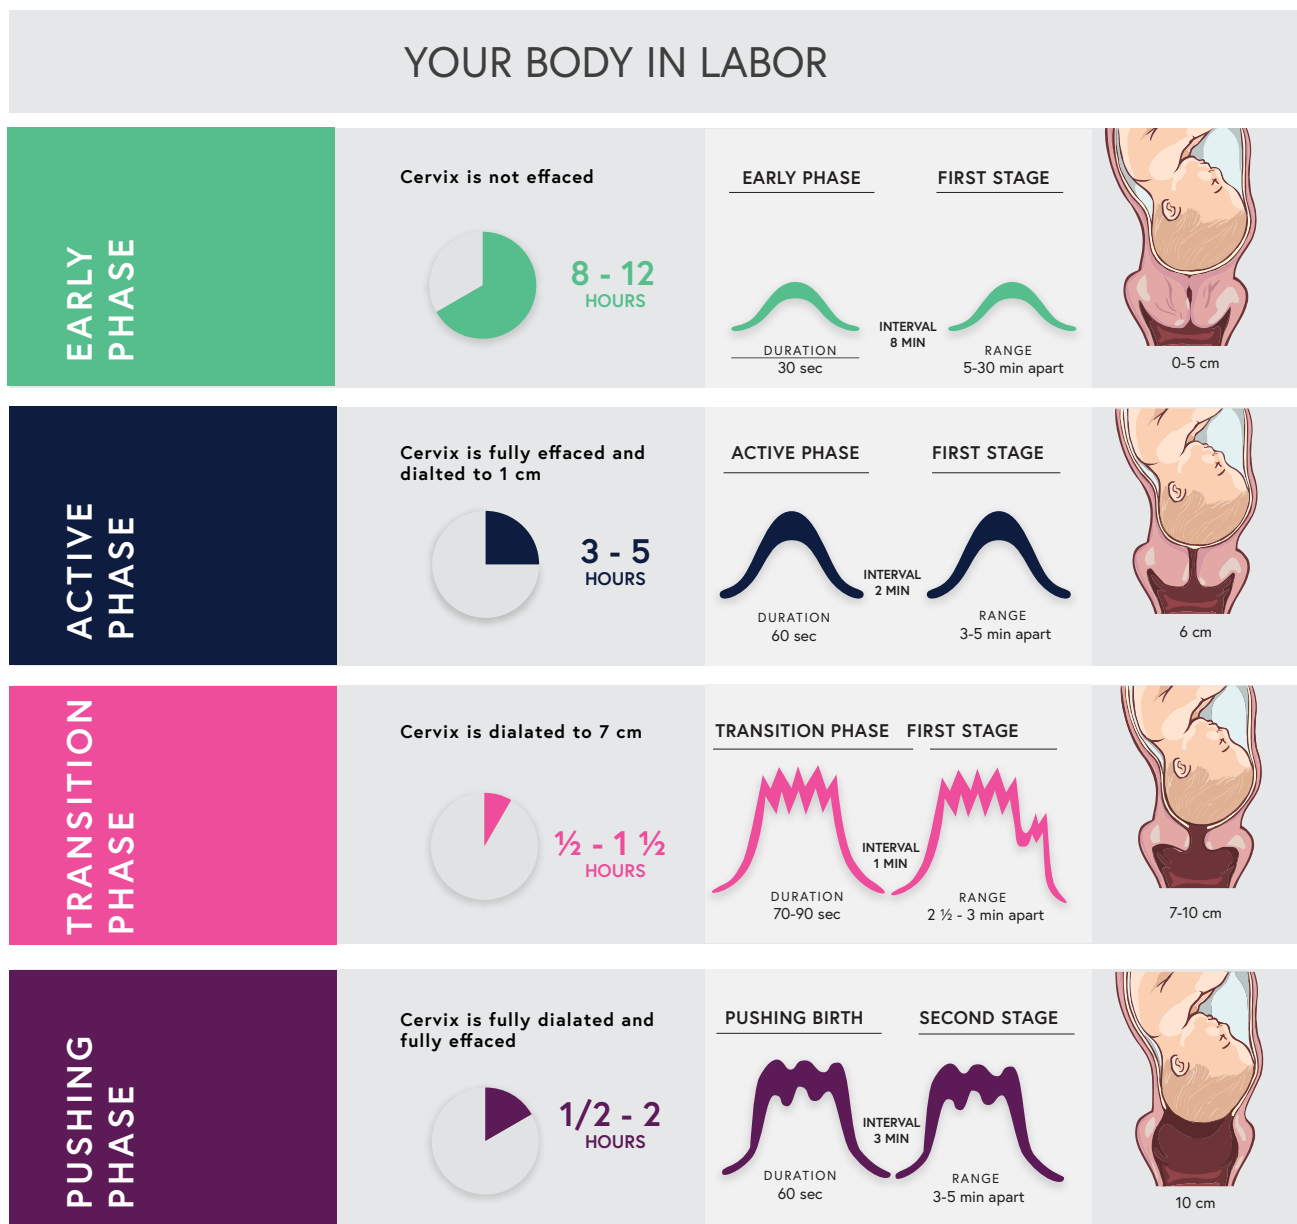 YOUR BODY IN LABOR
EARLY
PHASE
Cervix is not effaced
8 - 12
HOURS
EARLY PHASE
FIRST STAGE
INTERVAL
8 MIN
DURATION
30 sec
RANGE
5-30 min apart
0-5 cm
ACTIVE
PHASE
Cervix is fully effaced and
dialted to 1 cm
3 - 5
HOURS
ACTIVE PHASE
FIRST STAGE
INTERVAL
2 MIN
DURATION
60 sec
RANGE
3-5 min apart
6 cm
TRANSITION
PHASE
Cervix is dialated to 7 cm
½ - 1 ½
HOURS
TRANSITION PHASE
FIRST STAGE
INTERVAL
1 MIN
DURATION
70-90 sec
RANGE
2 ½ - 3 min apart
7-10 cm
PUSHING
PHASE
Cervix is fully dialated and
fully effaced
1/2 - 2
HOURS
PUSHING BIRTH
SECOND STAGE
INTERVAL
3 MIN
DURATION
60 sec
RANGE
3-5 min apart
10 cm